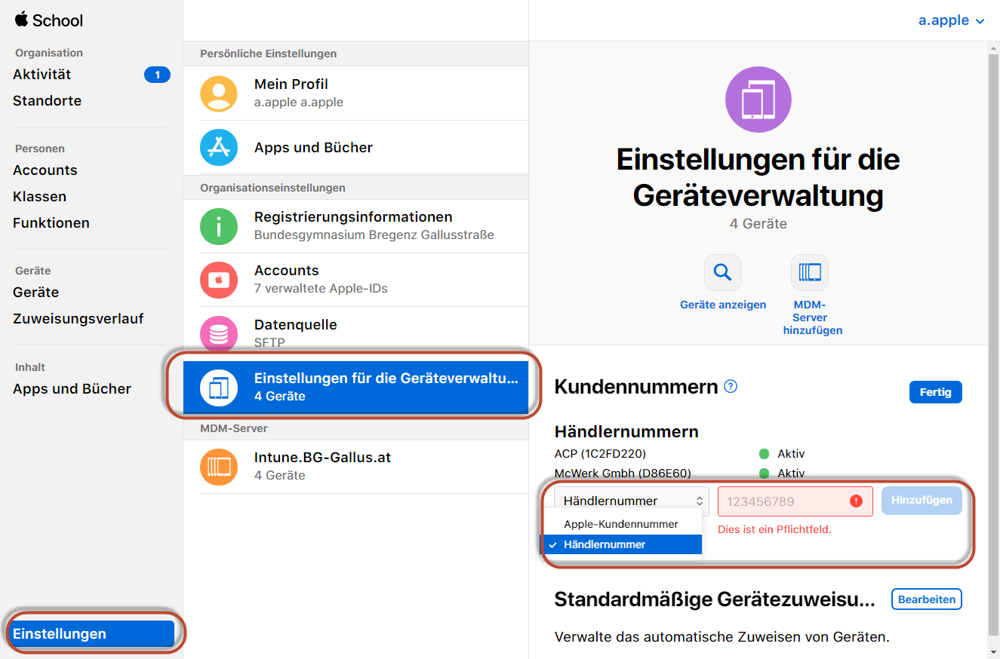 School
Organisation
Aktivität
1
Standorte
Personen
Accounts
Klassen
Funktionen
Geräte
Geräte
Zuweisungsverlauf
Inhalt
Apps und Bücher
Einstellungen
Persönliche Einstellungen
Mein Profil
a.apple a.apple
Apps und Bücher
Organisationseinstellungen
Registrierungsinformationen
Bundesgymnasium Bregenz Gallusstraße
Accounts
7 verwaltete Apple-IDs
Datenquelle
SFTP
Einstellungen für die Geräteverwaltu...
4 Geräte
MDM-Server
Intune.BG-Gallus.at
4 Geräte
a.apple
Einstellungen für die
Geräteverwaltung
4 Geräte
Geräte anzeigen
MDM-
Server
hinzufügen
Kundennummern ?
Fertig
Händlernummern
ACP (1C2FD220) Aktiv
McWerk Gmbh (D86E60) Aktiv
Händlernummer 123456789 ! Hinzufügen
Apple-Kundennummer
Dies ist ein Pflichtfeld.
Händlernummer
Standardmäßige Gerätezuweisu...
Bearbeiten
Verwalte das automatische Zuweisen von Geräten.